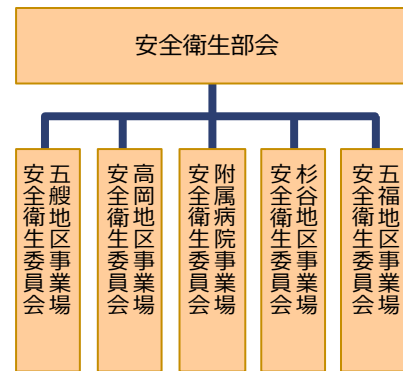 安全衛生部会
五福地区事業場
安全衛生委員会
杉谷地区事業場
安全衛生委員会
附属病院事業場
安全衛生委員会
高岡地区事業場
安全衛生委員会
五艘地区事業場
安全衛生委員会